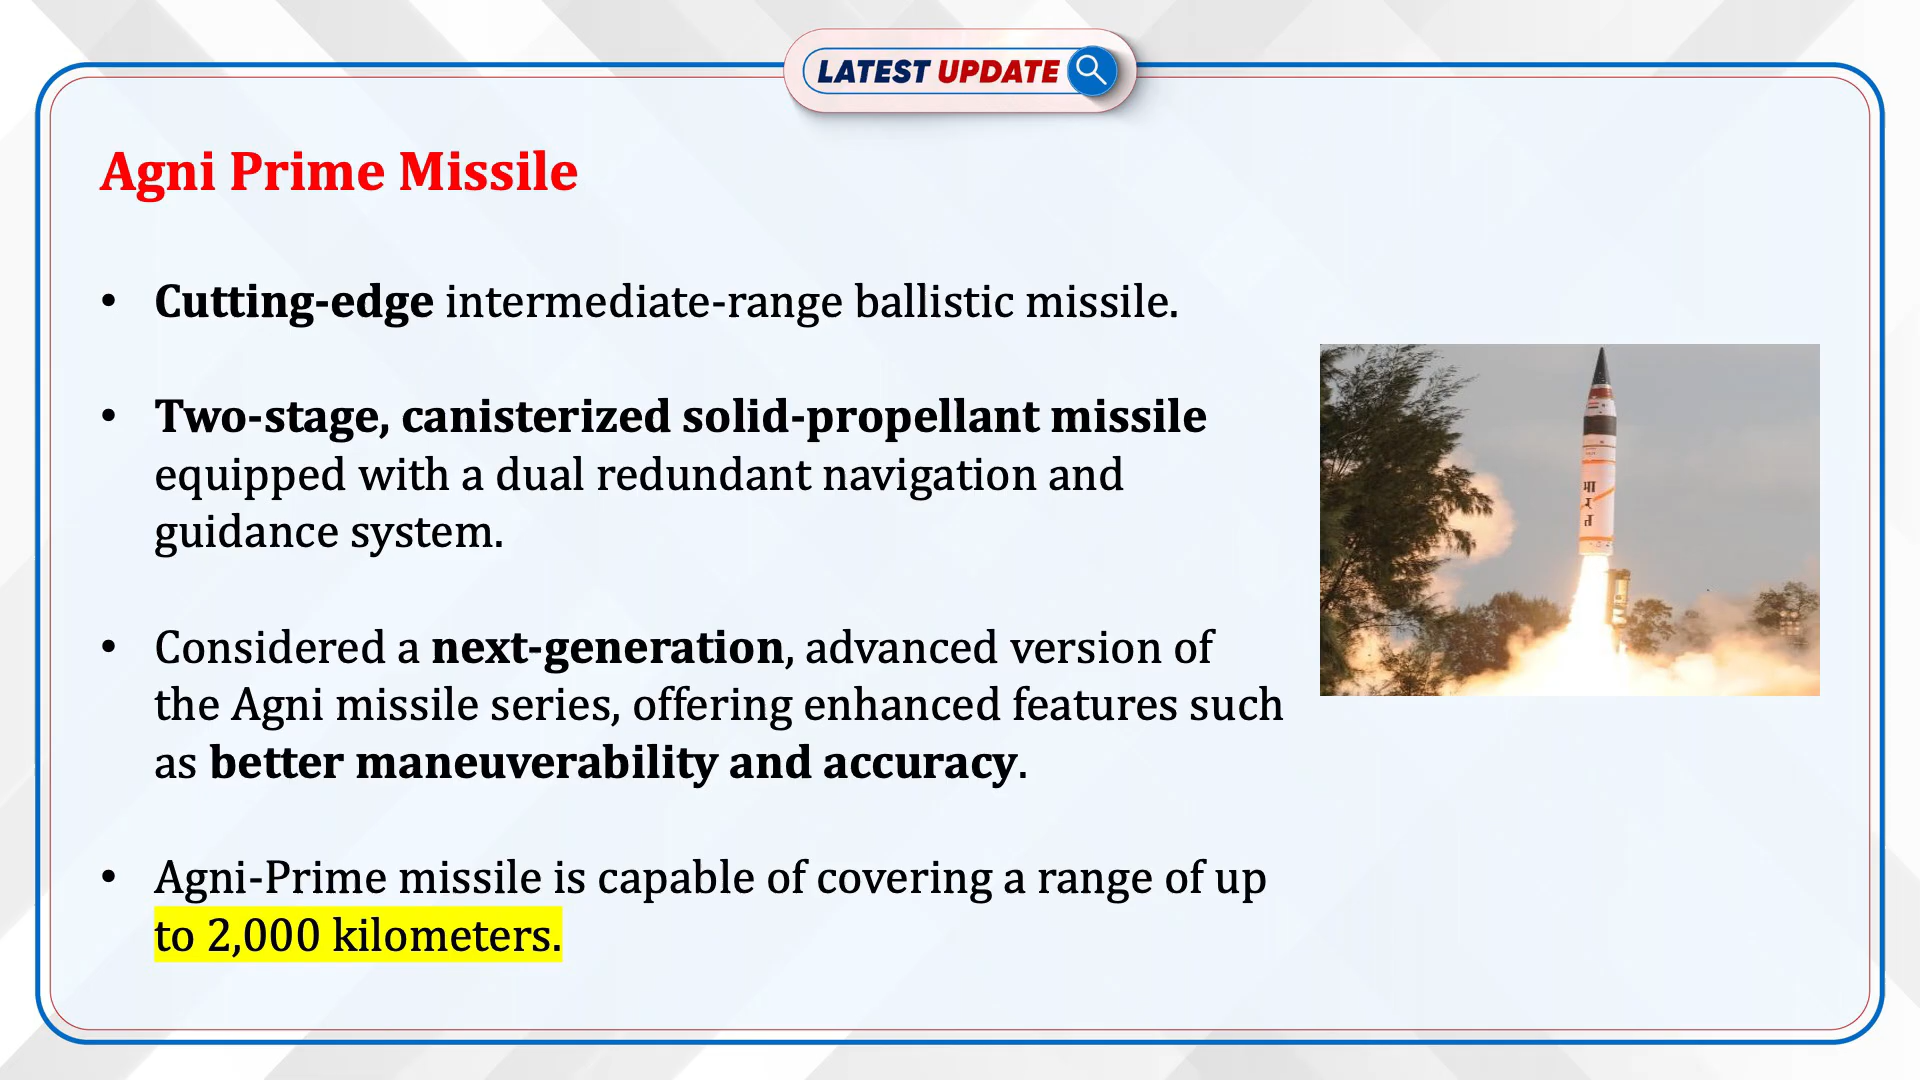 LATEST UPDATE
Agni Prime Missile
• Cutting-edge intermediate-range ballistic missile.
• Two-stage, canisterized solid-propellant missile
equipped with a dual redundant navigation and
guidance system.
• Considered a next-generation, advanced version of
the Agni missile series, offering enhanced features such
as better maneuverability and accuracy.
• Agni-Prime missile is capable of covering a range of up
to 2,000 kilometers.
भा
र
त